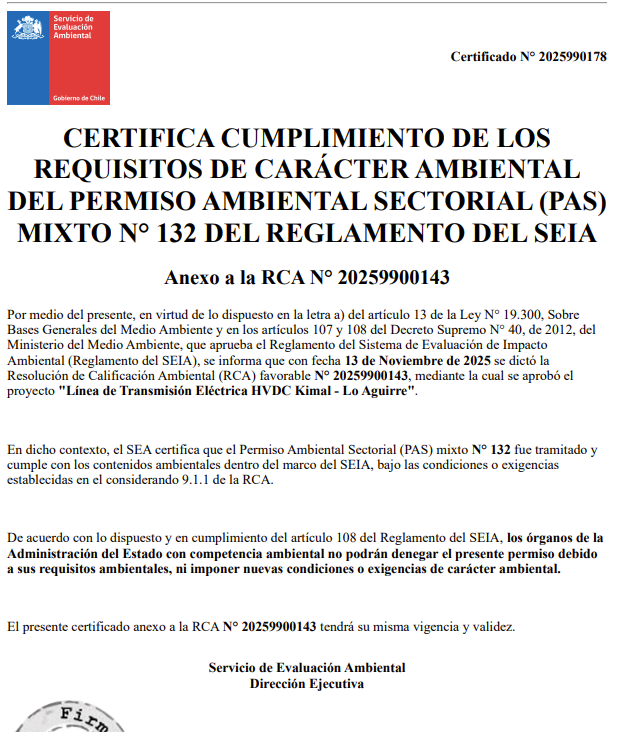 Servicio de
Evaluación
Ambiental
Gobierno de Chile
Certificado N° 2025990178
CERTIFICA CUMPLIMIENTO DE LOS
REQUISITOS DE CARÁCTER AMBIENTAL
DEL PERMISO AMBIENTAL SECTORIAL (PAS)
MIXTO N° 132 DEL REGLAMENTO DEL SEIA
Anexo a la RCA N° 20259900143
Por medio del presente, en virtud de lo dispuesto en la letra a) del artículo 13 de la Ley N° 19.300, Sobre
Bases Generales del Medio Ambiente y en los artículos 107 y 108 del Decreto Supremo N° 40, de 2012, del
Ministerio del Medio Ambiente, que aprueba el Reglamento del Sistema de Evaluación de Impacto
Ambiental (Reglamento del SEIA), se informa que con fecha 13 de Noviembre de 2025 se dictó la
Resolución de Calificación Ambiental (RCA) favorable N° 20259900143, mediante la cual se aprobó el
proyecto "Línea de Transmisión Eléctrica HVDC Kimal - Lo Aguirre".
En dicho contexto, el SEA certifica que el Permiso Ambiental Sectorial (PAS) mixto N° 132 fue tramitado y
cumple con los contenidos ambientales dentro del marco del SEIA, bajo las condiciones o exigencias
establecidas en el considerando 9.1.1 de la RCA.
De acuerdo con lo dispuesto y en cumplimiento del artículo 108 del Reglamento del SEIA, los órganos de la
Administración del Estado con competencia ambiental no podrán denegar el presente permiso debido
a sus requisitos ambientales, ni imponer nuevas condiciones o exigencias de carácter ambiental.
El presente certificado anexo a la RCA N° 20259900143 tendrá su misma vigencia y validez.
Servicio de Evaluación Ambiental
Dirección Ejecutiva
Firm